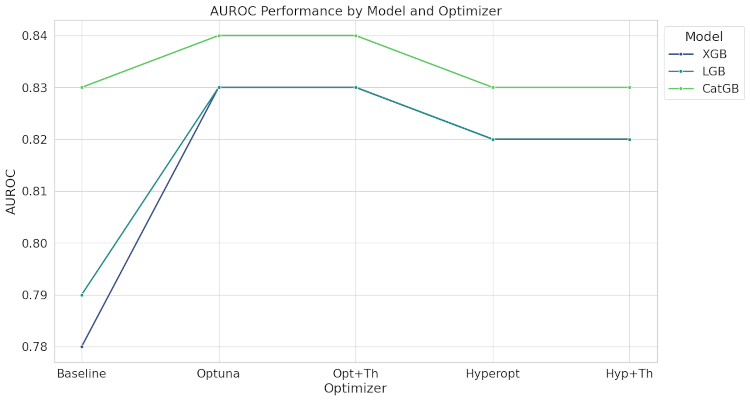 AUROC Performance by Model and Optimizer
Model
XGB
LGB
CatGB
AUROC
0.84
0.83
0.82
0.81
0.80
0.79
0.78
Baseline Optuna Opt+Th Hyperopt Hyp+Th
Optimizer